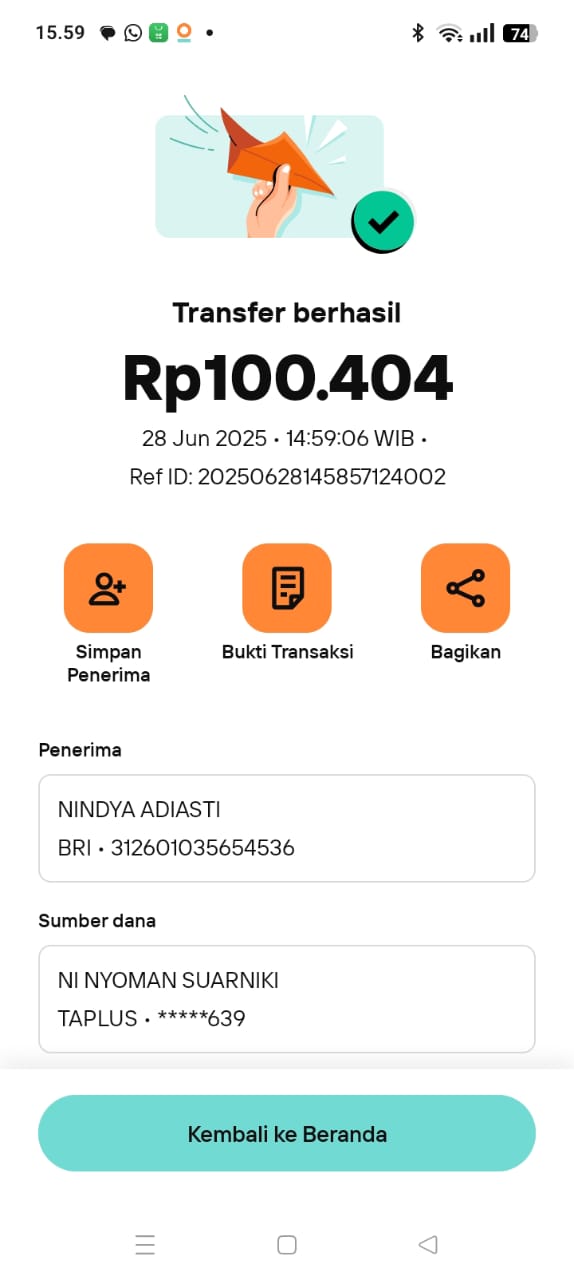 15.59
74
Transfer berhasil
Rp100.404
28 Jun 2025 • 14:59:06 WIB •
Ref ID: 20250628145857124002
Simpan
Penerima
Bukti Transaksi
Bagikan
Penerima
NINDYA ADIASTI
BRI • 312601035654536
Sumber dana
NI NYOMAN SUARNIKI
TAPLUS • *****639
Kembali ke Beranda